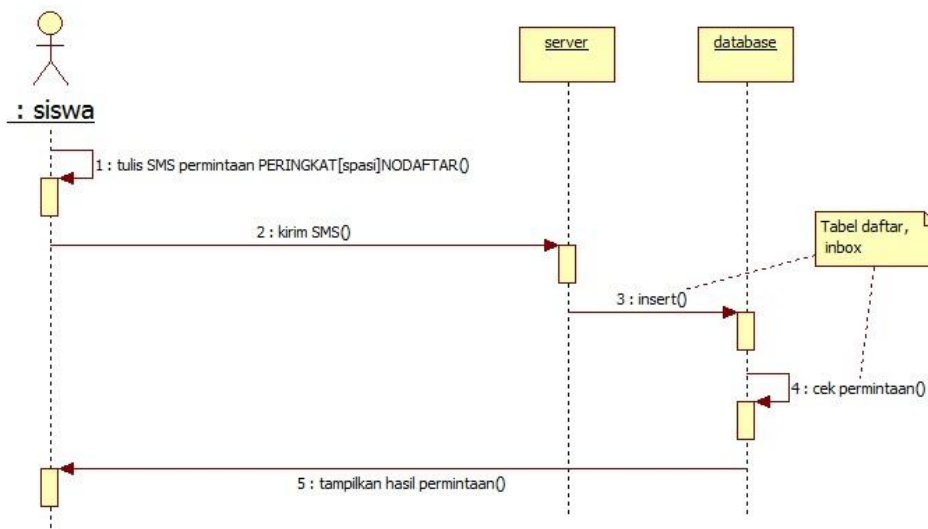 server
database
: siswa
1 : tulis SMS permintaan PERINGKAT[spasi]NODAFTAR()
2 : kirim SMS()
Tabel daftar,
inbox
3 : insert()
4 : cek permintaan()
5 : tampilkan hasil permintaan()